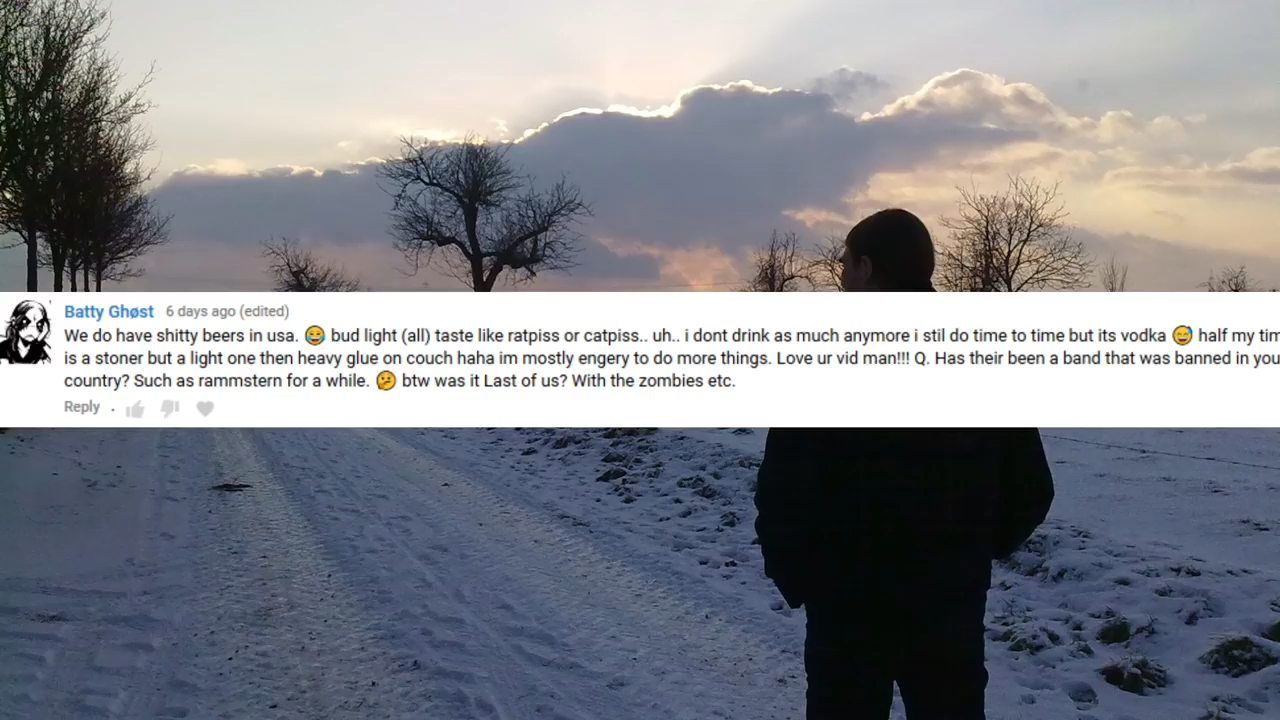 Batty Ghøst 6 days ago (edited)
We do have shitty beers in usa. 😂 bud light (all) taste like ratpiss or catpiss.. uh.. i dont drink as much anymore i stil do time to time but its vodka 😅 half my tim
is a stoner but a light one then heavy glue on couch haha im mostly engery to do more things. Love ur vid man!!! Q. Has their been a band that was banned in you
country? Such as rammstern for a while. 🤔 btw was it Last of us? With the zombies etc.
Reply .